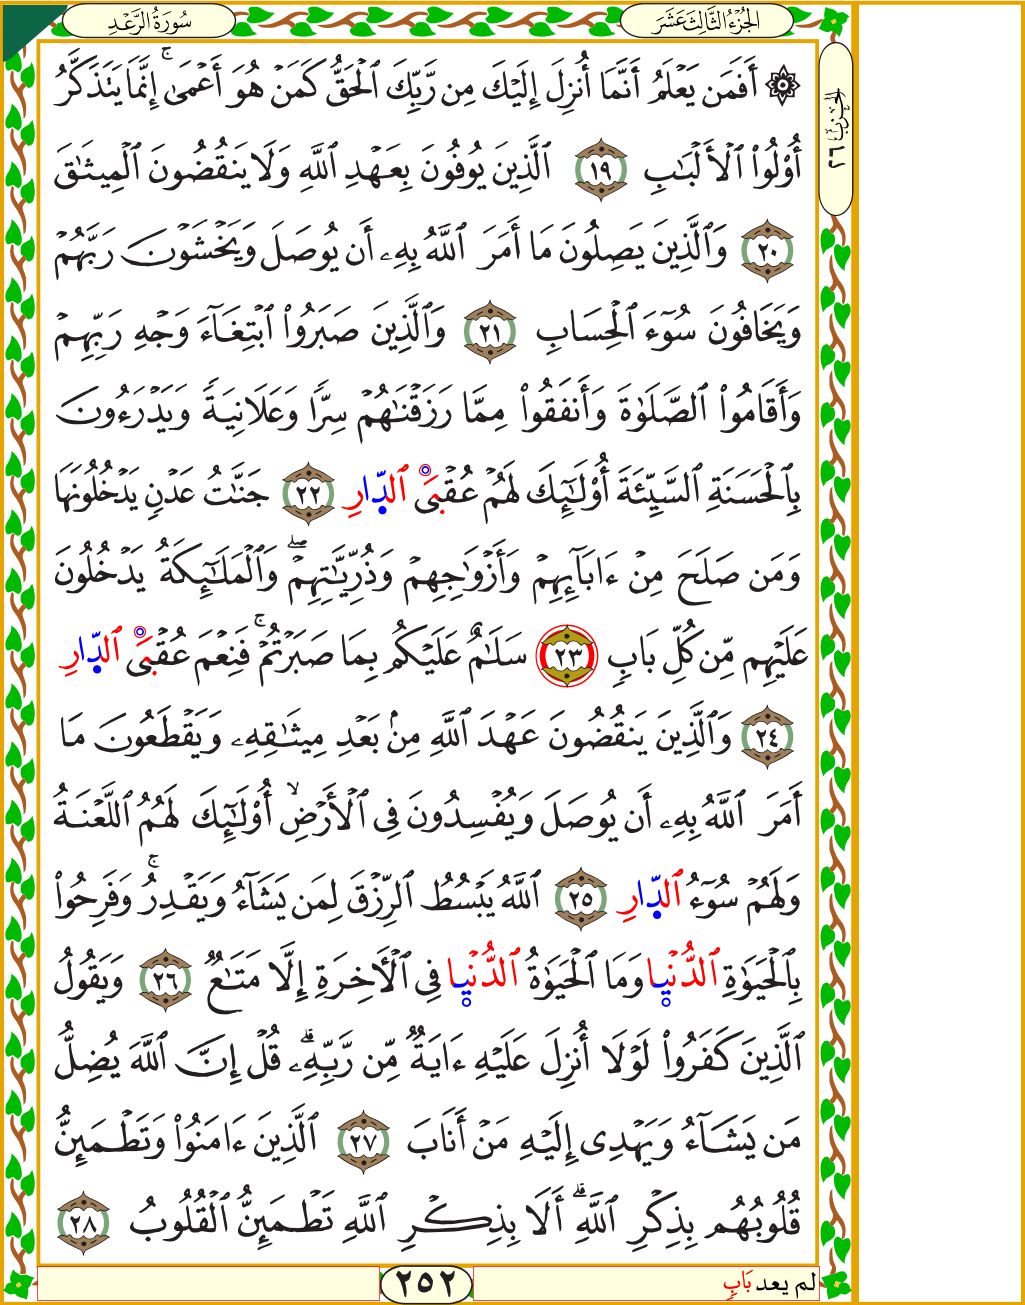 سُورَةُ الرَّعْدِ
الجُزْءُ الثَّالِثَ عَشَرَ
الحزب ٢٦
۞ أَفَمَن يَعْلَمُ أَنَّمَآ أُنزِلَ إِلَيْكَ مِن رَّبِّكَ ٱلْحَقُّ كَمَنْ هُوَ أَعْمَىٰٓ ۚ إِنَّمَا يَتَذَكَّرُ
أُو۟لُوا۟ ٱلْأَلْبَٰبِ ١٩ ٱلَّذِينَ يُوفُونَ بِعَهْدِ ٱللَّهِ وَلَا يَنقُضُونَ ٱلْمِيثَٰقَ
٢٠ وَٱلَّذِينَ يَصِلُونَ مَآ أَمَرَ ٱللَّهُ بِهِۦٓ أَن يُوصَلَ وَيَخْشَوْنَ رَبَّهُمْ
وَيَخَافُونَ سُوٓءَ ٱلْحِسَابِ ٢١ وَٱلَّذِينَ صَبَرُوا۟ ٱبْتِغَآءَ وَجْهِ رَبِّهِمْ
وَأَقَامُوا۟ ٱلصَّلَوٰةَ وَأَنفَقُوا۟ مِمَّا رَزَقْنَٰهُمْ سِرًّا وَعَلَانِيَةً وَيَدْرَءُونَ
بِٱلْحَسَنَةِ ٱلسَّيِّئَةَ أُو۟لَٰٓئِكَ لَهُمْ عُقْبَى ٱلدَّارِ ٢٢ جَنَّٰتُ عَدْنٍ يَدْخُلُونَهَا
وَمَن صَلَحَ مِنْ ءَابَآئِهِمْ وَأَزْوَٰجِهِمْ وَذُرِّيَّٰتِهِمْ ۖ وَٱلْمَلَٰٓئِكَةُ يَدْخُلُونَ
عَلَيْهِم مِّن كُلِّ بَابٍ ٢٣ سَلَٰمٌ عَلَيْكُم بِمَا صَبَرْتُمْ ۚ فَنِعْمَ عُقْبَى ٱلدَّارِ
٢٤ وَٱلَّذِينَ يَنقُضُونَ عَهْدَ ٱللَّهِ مِنۢ بَعْدِ مِيثَٰقِهِۦ وَيَقْطَعُونَ مَآ
أَمَرَ ٱللَّهُ بِهِۦٓ أَن يُوصَلَ وَيُفْسِدُونَ فِى ٱلْأَرْضِ ۙ أُو۟لَٰٓئِكَ لَهُمُ ٱللَّعْنَةُ
وَلَهُمْ سُوٓءُ ٱلدَّارِ ٢٥ ٱللَّهُ يَبْسُطُ ٱلرِّزْقَ لِمَن يَشَآءُ وَيَقْدِرُ ۚ وَفَرِحُوا۟
بِٱلْحَيَوٰةِ ٱلدُّنْيَا وَمَا ٱلْحَيَوٰةُ ٱلدُّنْيَا فِى ٱلْأَخِرَةِ إِلَّا مَتَٰعٌ ٢٦ وَيَقُولُ
ٱلَّذِينَ كَفَرُوا۟ لَوْلَآ أُنزِلَ عَلَيْهِ ءَايَةٌ مِّن رَّبِّهِۦ ۗ قُلْ إِنَّ ٱللَّهَ يُضِلُّ
مَن يَشَآءُ وَيَهْدِىٓ إِلَيْهِ مَنْ أَنَابَ ٢٧ ٱلَّذِينَ ءَامَنُوا۟ وَتَطْمَئِنُّ
قُلُوبُهُم بِذِكْرِ ٱللَّهِ ۗ أَلَا بِذِكْرِ ٱللَّهِ تَطْمَئِنُّ ٱلْقُلُوبُ ٢٨
لم يعد بَابٍ
٢٥٢